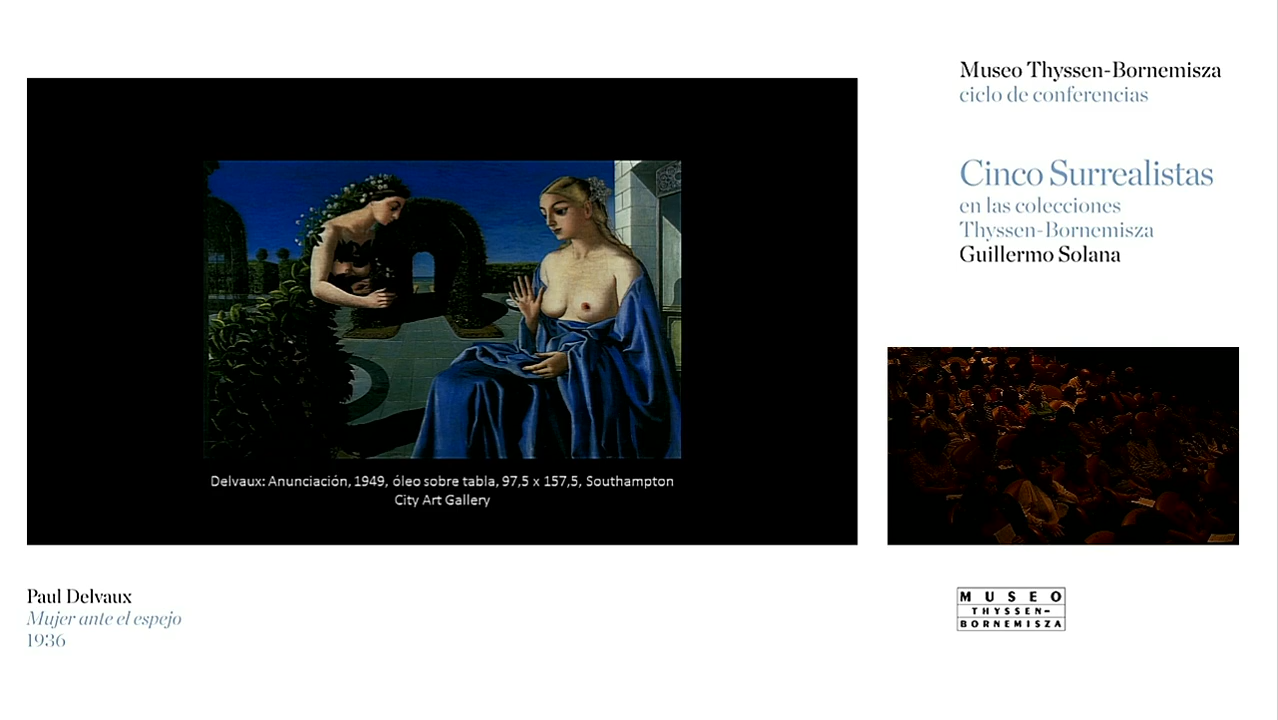 Museo Thyssen-Bornemisza
ciclo de conferencias
Cinco Surrealistas
en las colecciones
Thyssen-Bornemisza
Guillermo Solana
Delvaux: Anunciación, 1949, óleo sobre tabla, 97,5 x 157,5, Southampton
City Art Gallery
Paul Delvaux
Mujer ante el espejo
1936
MUSEO
THYSSEN-
BORNEMISZA